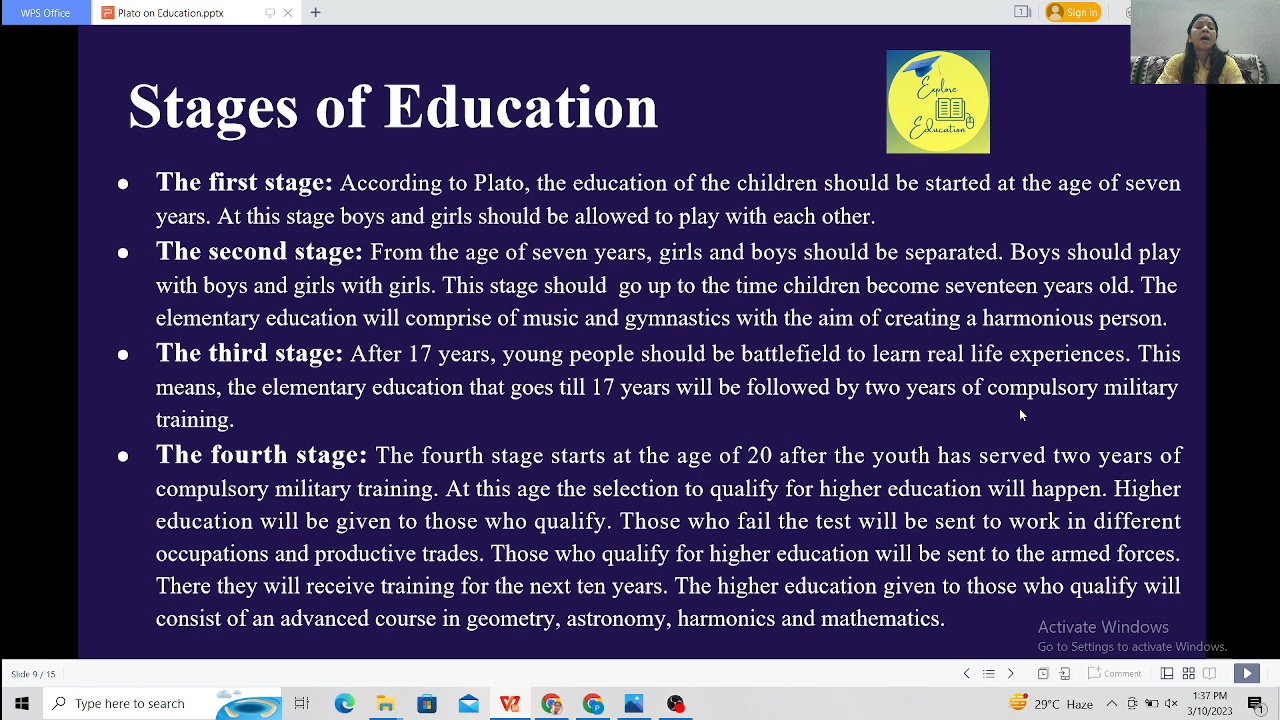 WPS Office
Plato on Education.pptx
Sign in
Stages of Education
Explore
Education
● The first stage: According to Plato, the education of the children should be started at the age of seven
years. At this stage boys and girls should be allowed to play with each other.
● The second stage: From the age of seven years, girls and boys should be separated. Boys should play
with boys and girls with girls. This stage should go up to the time children become seventeen years old. The
elementary education will comprise of music and gymnastics with the aim of creating a harmonious person.
● The third stage: After 17 years, young people should be battlefield to learn real life experiences. This
means, the elementary education that goes till 17 years will be followed by two years of compulsory military
training.
● The fourth stage: The fourth stage starts at the age of 20 after the youth has served two years of
compulsory military training. At this age the selection to qualify for higher education will happen. Higher
education will be given to those who qualify. Those who fail the test will be sent to work in different
occupations and productive trades. Those who qualify for higher education will be sent to the armed forces.
There they will receive training for the next ten years. The higher education given to those who qualify will
consist of an advanced course in geometry, astronomy, harmonics and mathematics.
Activate Windows
Go to Settings to activate Windows.
Slide 9 / 15
Comment
Type here to search
29°C Haze
1:37 PM
3/10/2023